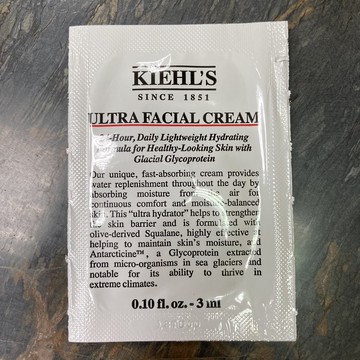 KIEHL'S
SINCE 1851
ULTRA FACIAL CREAM
-Hour, Daily Lightweight Hydrating
Formula for Healthy-Looking Skin with
Glacial Glycoprotein
Our unique, fast-absorbing cream provides
water replenishment throughout the day by
absorbing moisture from the air for
continuous comfort and moisture-balanced
skin. This "ultra hydrator" helps to strengthen
the skin barrier and is formulated with
olive-derived Squalane, highly effective in
helping to maintain skin's moisture, and
Antarcticine™, a Glycoprotein extracted
from micro-organisms in sea glaciers and
notable for its ability to thrive in
extreme climates.
0.10 fl. oz. - 3 ml